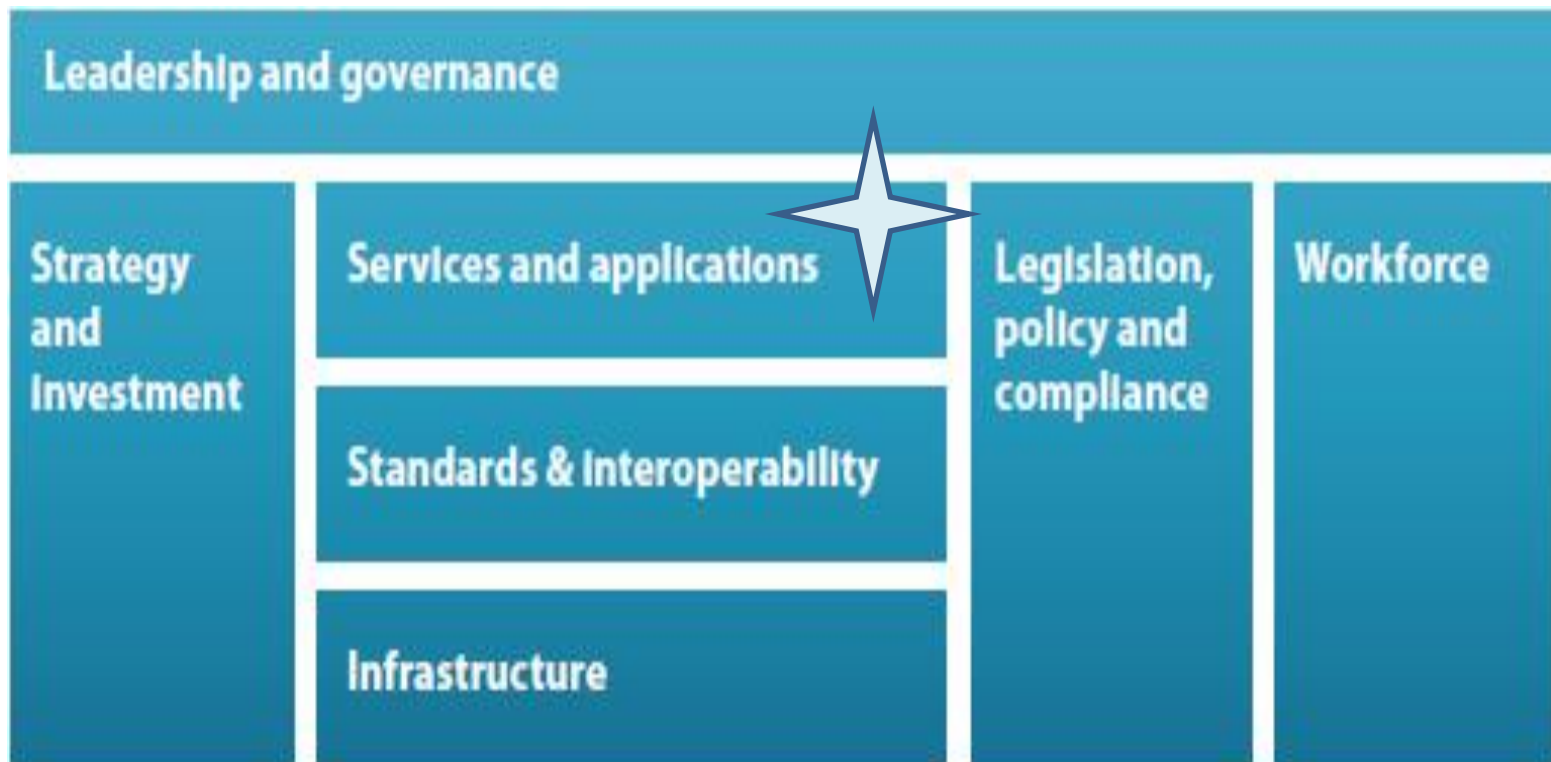 Leadership and governance
Strategy
and
investment
Services and applications
Standards & interoperability
Infrastructure
Legislation,
policy and
compliance
Workforce